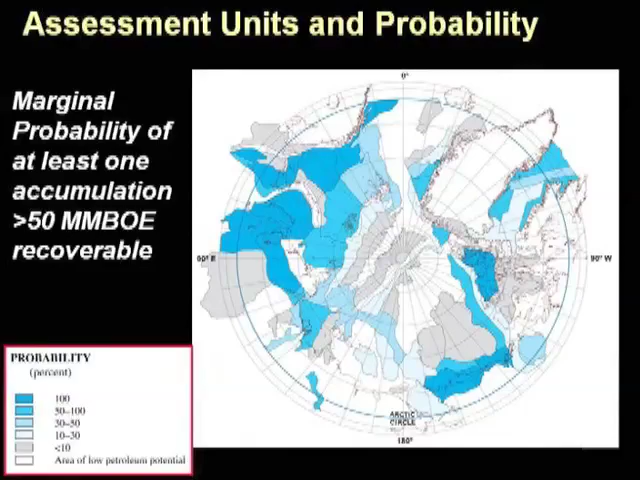 Assessment Units and Probability
Marginal
Probability of
at least one
accumulation
>50 MMBOE
recoverable
0°
90° W
ARCTIC
CIRCLE
180°
PROBABILITY
(percent)
100
50–100
30–50
10–30
<10
Area of low petroleum potential